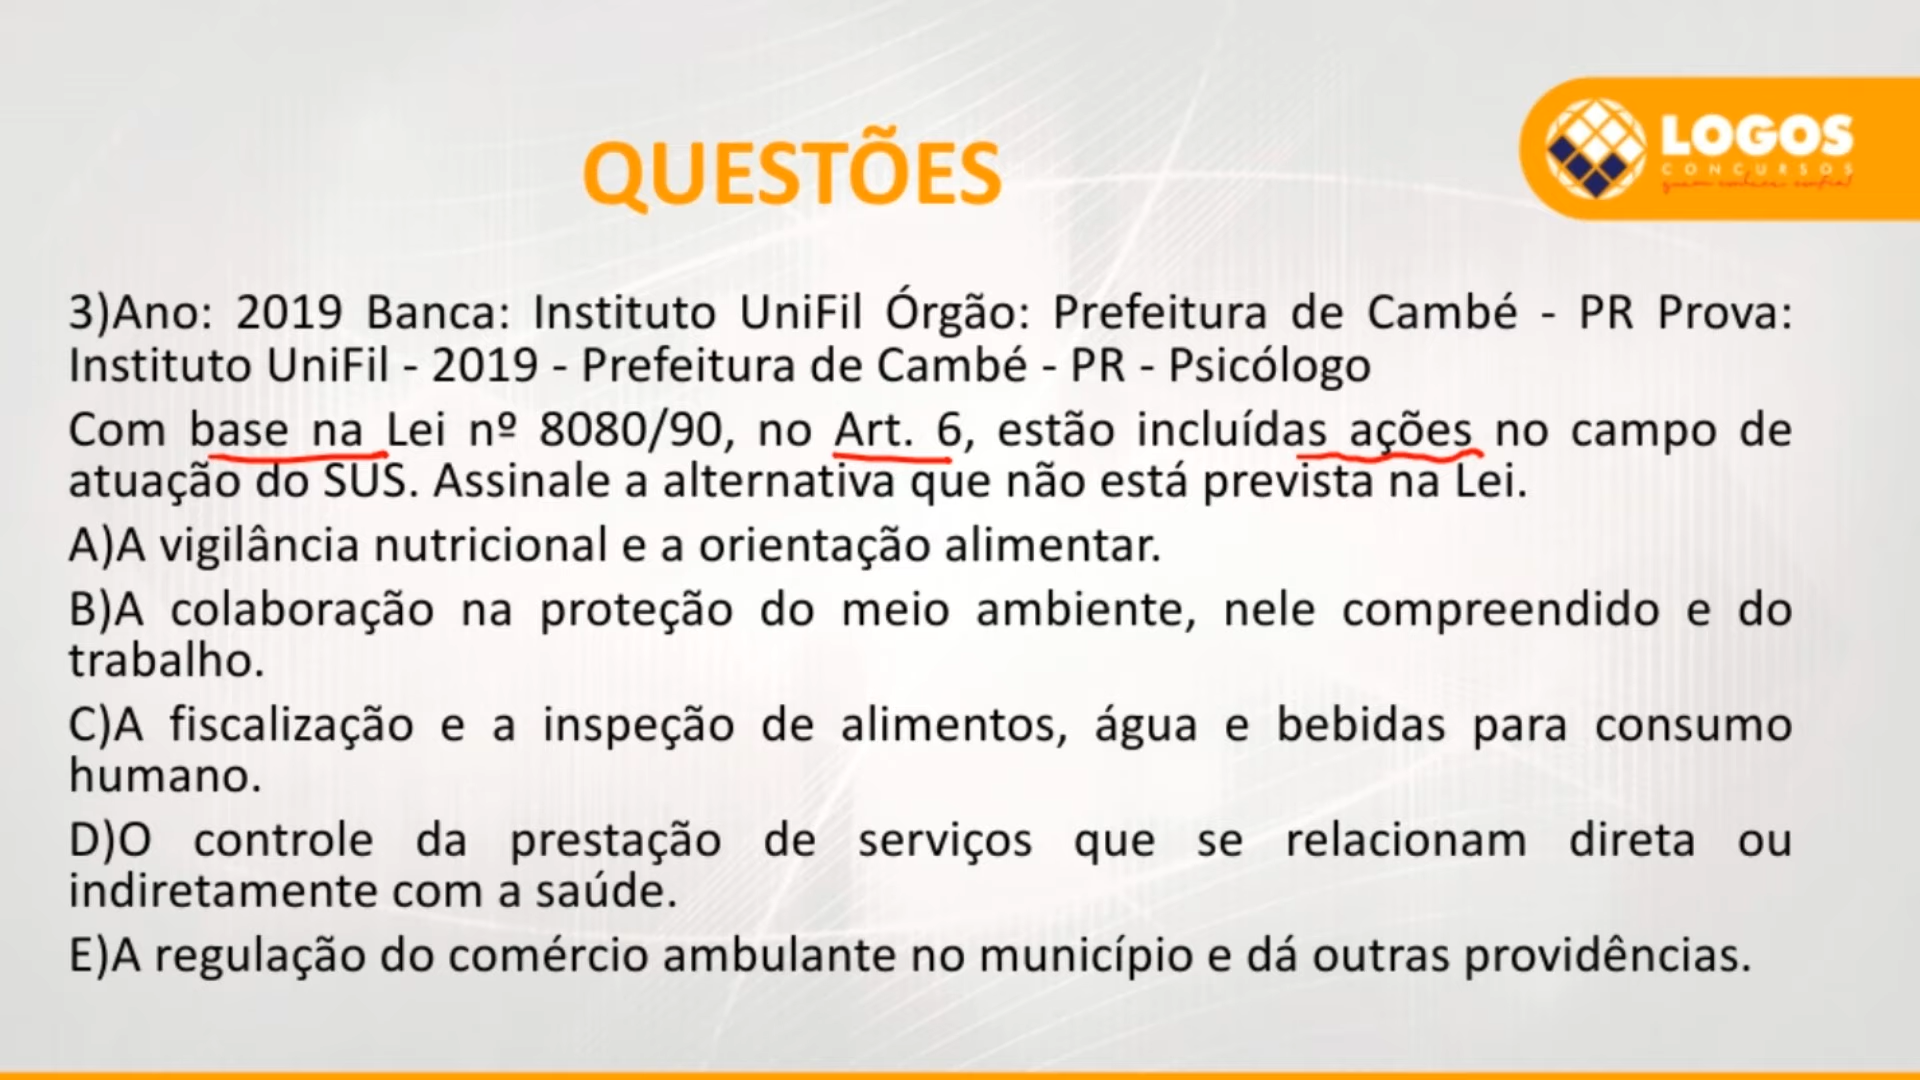 QUESTÕES
LOGOS
CONCURSOS
3)Ano: 2019 Banca: Instituto UniFil Órgão: Prefeitura de Cambé - PR Prova:
Instituto UniFil - 2019 - Prefeitura de Cambé - PR - Psicólogo
Com base na Lei nº 8080/90, no Art. 6, estão incluídas ações no campo de
atuação do SUS. Assinale a alternativa que não está prevista na Lei.
A)A vigilância nutricional e a orientação alimentar.
B)A colaboração na proteção do meio ambiente, nele compreendido e do
trabalho.
C)A fiscalização e a inspeção de alimentos, água e bebidas para consumo
humano.
D)O controle da prestação de serviços que se relacionam direta ou
indiretamente com a saúde.
E)A regulação do comércio ambulante no município e dá outras providências.